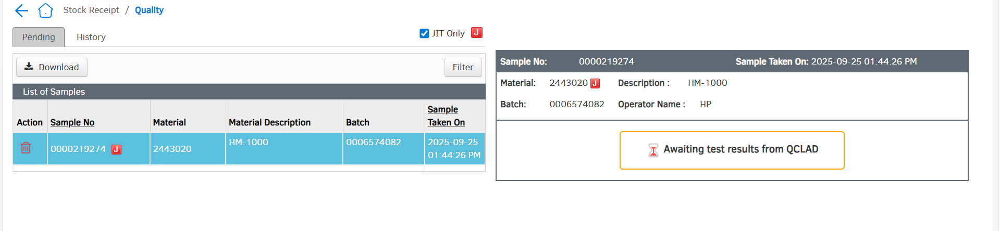 Stock Receipt / Quality
Pending History JIT Only J
Download Filter
List of Samples
Action Sample No Material Material Description Batch Sample Taken On
0000219274 J 2443020 HM-1000 0006574082 2025-09-25 01:44:26 PM
Sample No: 0000219274 Sample Taken On: 2025-09-25 01:44:26 PM
Material: 2443020 J Description : HM-1000
Batch: 0006574082 Operator Name : HP
Awaiting test results from QCLAD